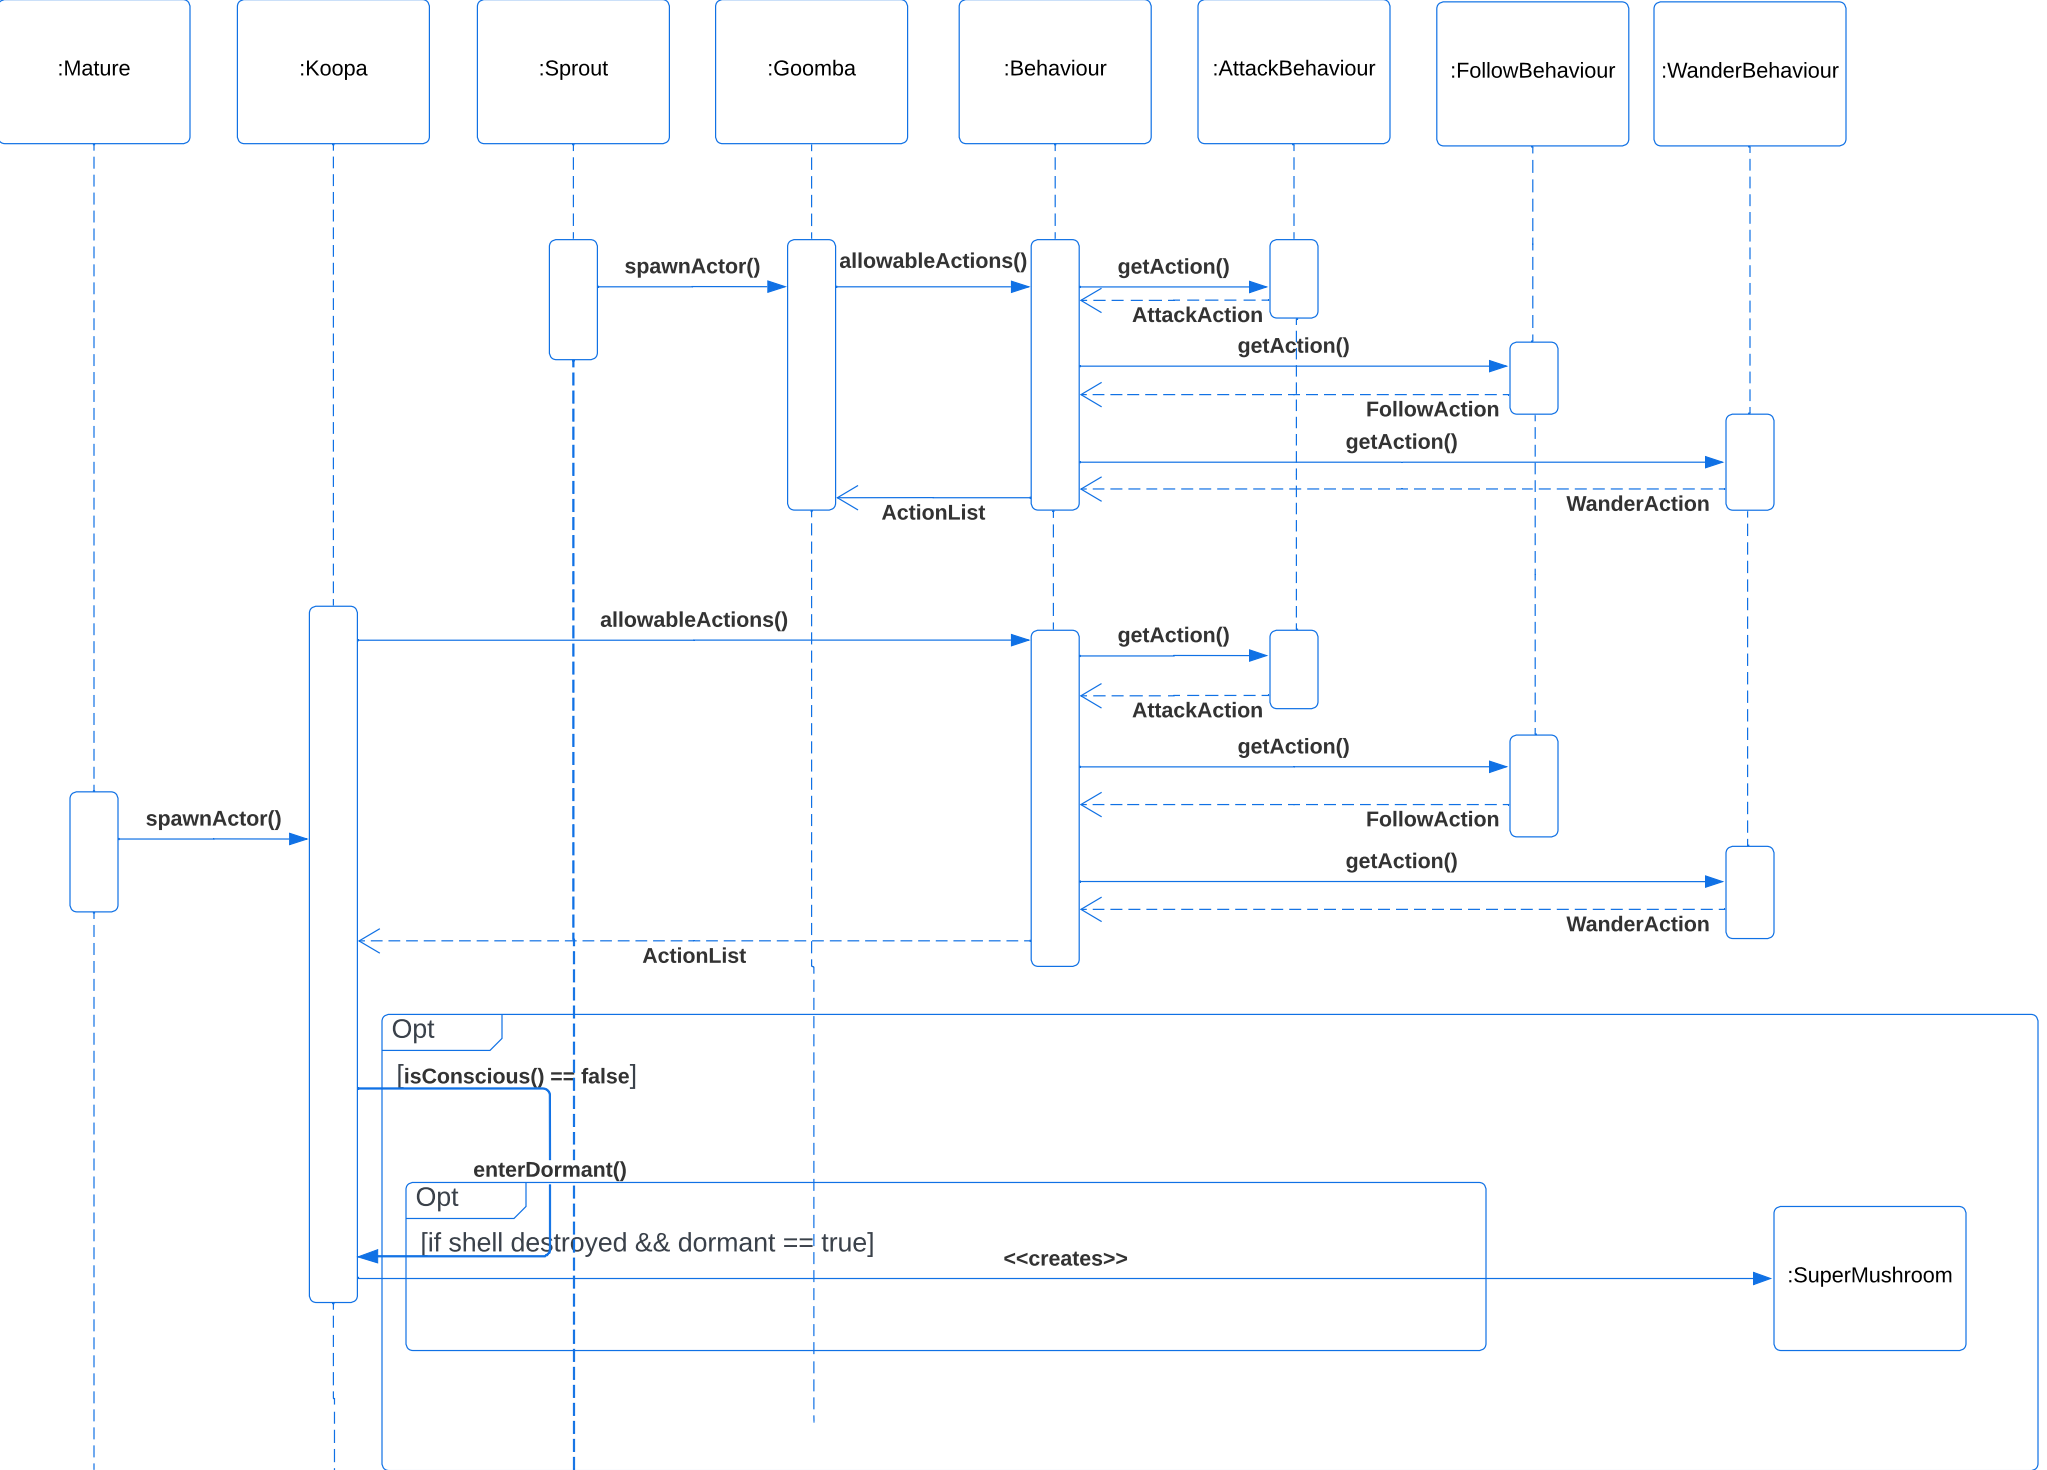 :Mature
:Koopa
:Sprout
:Goomba
:Behaviour
:AttackBehaviour
:FollowBehaviour
:WanderBehaviour
spawnActor()
allowableActions()
getAction()
AttackAction
getAction()
FollowAction
getAction()
WanderAction
ActionList
allowableActions()
getAction()
AttackAction
getAction()
FollowAction
spawnActor()
getAction()
WanderAction
ActionList
Opt
[isConscious() == false]
enterDormant()
Opt
[if shell destroyed && dormant == true]
<<creates>>
:SuperMushroom